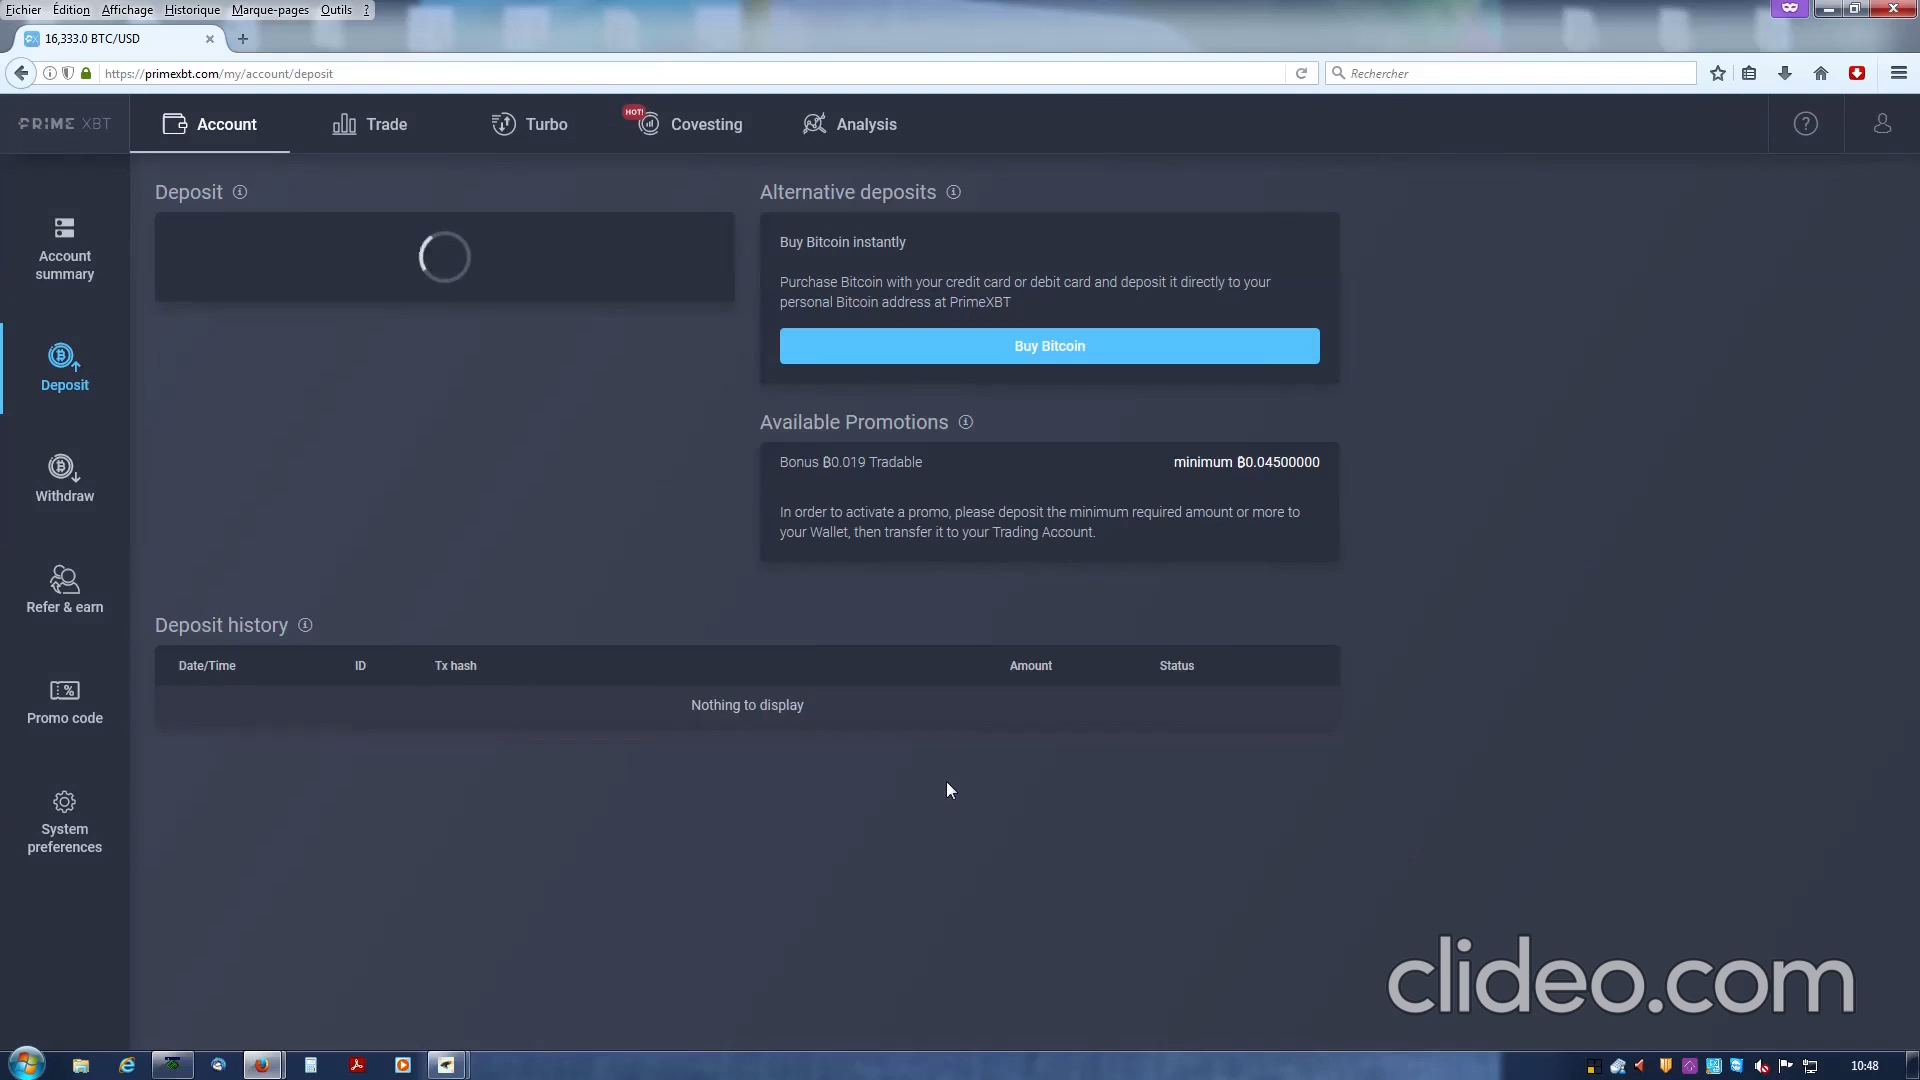 Fichier Édition Affichage Historique Marque-pages Outils ?
16,333.0 BTC/USD
https://primexbt.com/my/account/deposit
Rechercher
PRIME XBT
Account
Trade
Turbo
HOT!
Covesting
Analysis
?
Account summary
Deposit
Withdraw
Refer & earn
Promo code
System preferences
Deposit
Alternative deposits
Buy Bitcoin instantly
Purchase Bitcoin with your credit card or debit card and deposit it directly to your
personal Bitcoin address at PrimeXBT
Buy Bitcoin
Available Promotions
Bonus ₿0.019 Tradable minimum ₿0.04500000
In order to activate a promo, please deposit the minimum required amount or more to
your Wallet, then transfer it to your Trading Account.
Deposit history
Date/Time ID Tx hash Amount Status
Nothing to display
clideo.com
10:48